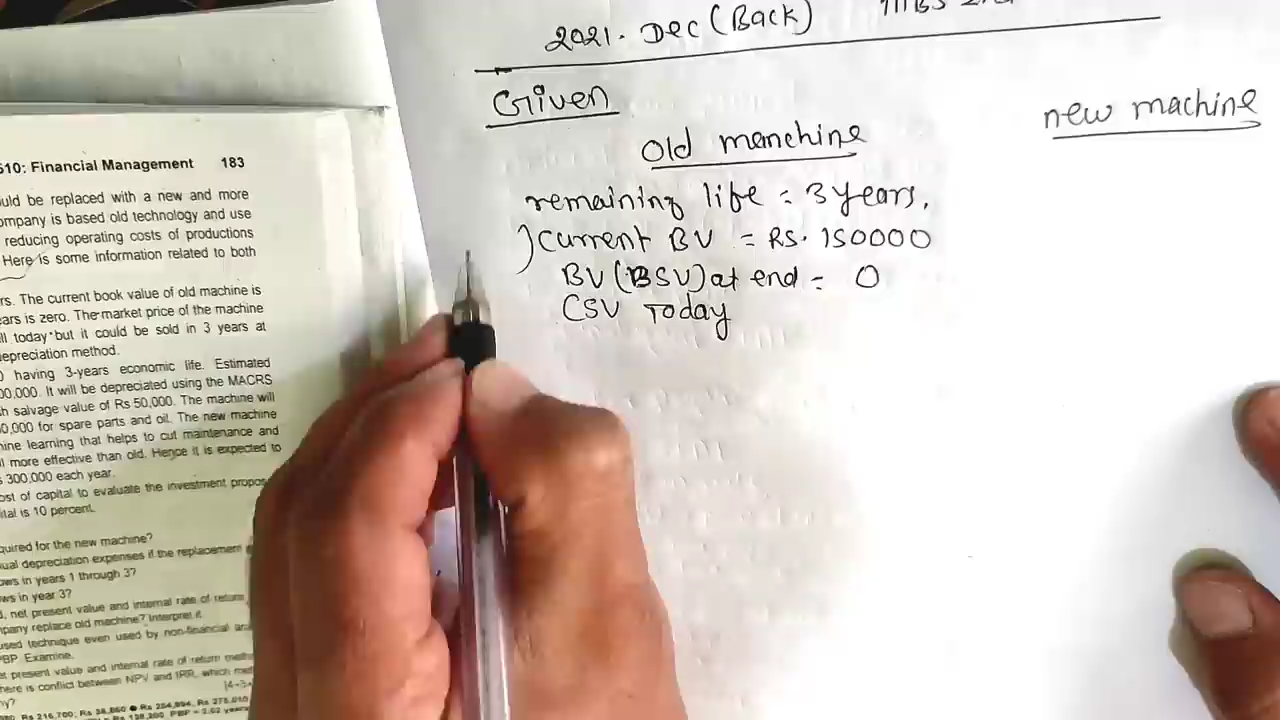 510: Financial Management 183
uld be replaced with a new and more
ompany is based old technology and use
reducing operating costs of productions
Here is some information related to both
rs. The current book value of old machine is
ears is zero. The market price of the machine
ll today but it could be sold in 3 years at
epreciation method.
) having 3-years economic life. Estimated
00,000. It will be depreciated using the MACRS
h salvage value of Rs 50,000. The machine will
0,000 for spare parts and oil. The new machine
hine learning that helps to cut maintenance and
l more effective than old. Hence it is expected to
300,000 each year.
ost of capital to evaluate the investment propos
ital is 10 percent.
quired for the new machine?
ual depreciation expenses if the replacement
ows in years 1 through 3?
ws in year 3?
, net present value and internal rate of return
pany replace old machine? Interpret it.
used technique even used by non-financial
PBP Examine.
et present value and internal rate of return
here is conflict between NPV and IRR, which
y?
2021. Dec (Back)
Given
Old menchine
new machine
remaining life = 3 years.
) Current BV = RS. 150000
BV (BSV) at end = 0
CSV Today